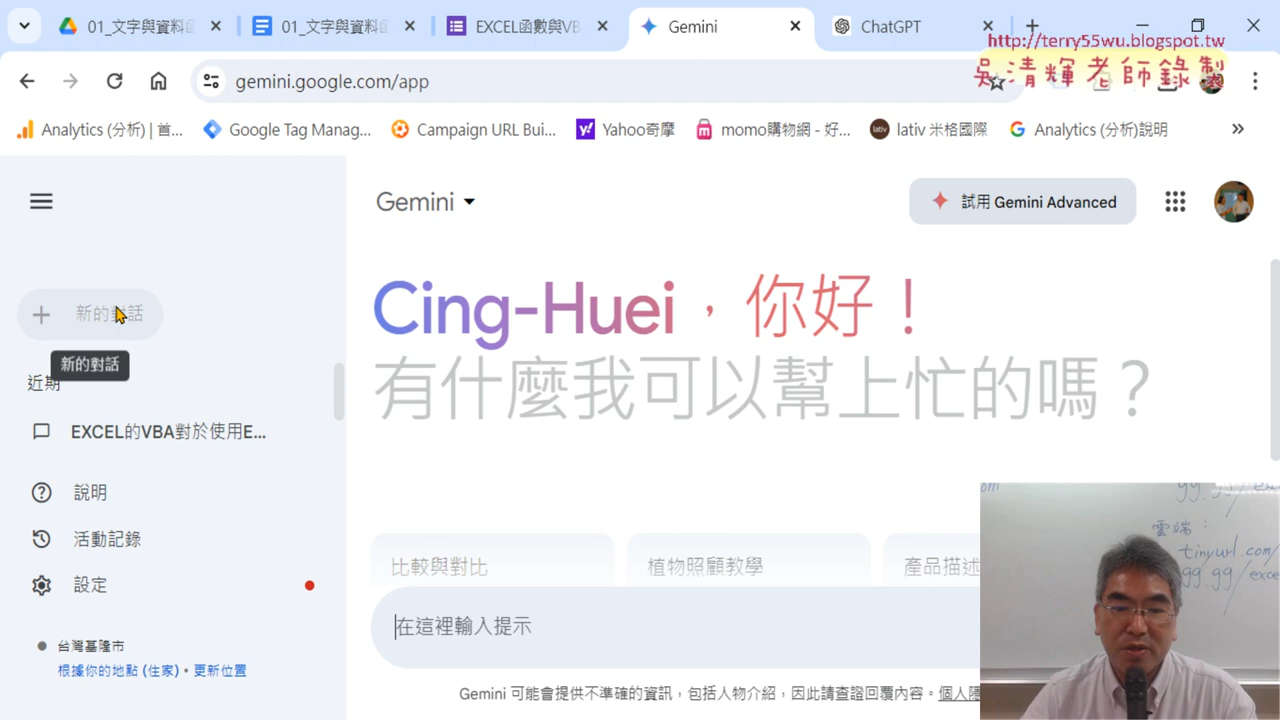 01_文字與資料函
01_文字與資料函
EXCEL函數與VB
Gemini
ChatGPT
http://terry55wu.blogspot.tw
吳清輝老師錄製
gemini.google.com/app
Analytics (分析) | 首...
Google Tag Manag...
Campaign URL Bui...
Yahoo奇摩
momo購物網 - 好...
lativ 米格國際
Analytics (分析)說明
Gemini
試用 Gemini Advanced
新的對話
新的對話
近期
EXCEL的VBA對於使用E...
說明
活動記錄
設定
台灣基隆市
根據你的地點 (住家) • 更新位置
Cing-Huei，你好！
有什麼我可以幫上忙的嗎？
比較與對比
植物照顧教學
產品描述
在這裡輸入提示
Gemini 可能會提供不準確的資訊，包括人物介紹，因此請查證回覆內容。個人隱
雲端：
tinyurl.com/
gg.gg/exce